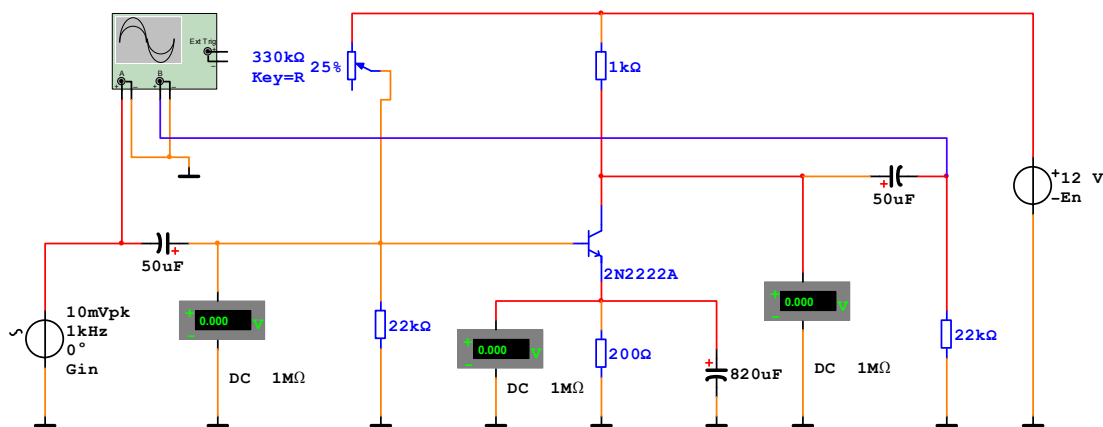 Ext Trig
+
−
A
B
+
−
+
−
330kΩ
Key=R
25%
1kΩ
+
12 V
−
En
+
50uF
50uF
+
2N2222A
10mVpk
1kHz
0°
Gin
+
0.000
V
−
DC 1MΩ
22kΩ
+
0.000
V
−
DC 1MΩ
200Ω
+
820uF
+
0.000
V
−
DC 1MΩ
22kΩ